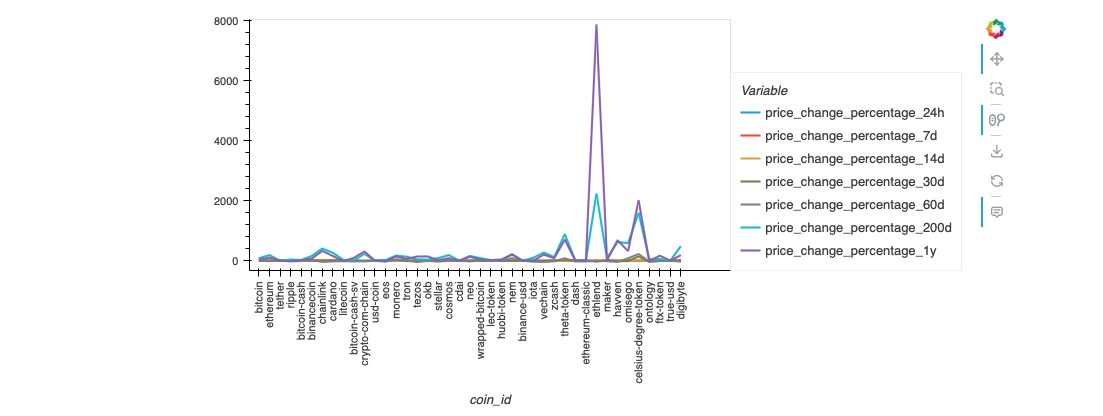 8000
6000
4000
2000
0
Variable
price_change_percentage_24h
price_change_percentage_7d
price_change_percentage_14d
price_change_percentage_30d
price_change_percentage_60d
price_change_percentage_200d
price_change_percentage_1y
bitcoin
ethereum
tether
ripple
bitcoin-cash
binancecoin
chainlink
cardano
litecoin
bitcoin-cash-sv
crypto-com-chain
usd-coin
eos
monero
tron
tezos
okb
stellar
cosmos
cdai
neo
wrapped-bitcoin
leo-token
huobi-token
nem
binance-usd
iota
vechain
zcash
theta-token
dash
ethereum-classic
ethlend
maker
havven
omisego
celsius-degree-token
ontology
ftx-token
true-usd
digibyte
coin_id